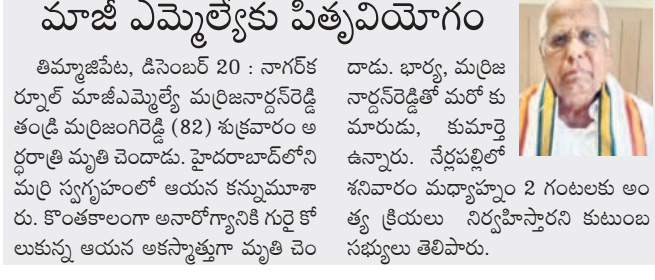 మాజీ ఎమ్మెల్యేకు పితృవియోగం
తిమ్మాజిపేట, డిసెంబర్ 20 : నాగర్‌క
ర్నూల్ మాజీఎమ్మెల్యే మర్రిజనార్దన్‌రెడ్డి
తండ్రి మర్రిజంగిరెడ్డి (82) శుక్రవారం అ
ర్ధరాత్రి మృతి చెందాడు. హైదరాబాద్‌లోని
మర్రి స్వగృహంలో ఆయన కన్నుమూశా
రు. కొంతకాలంగా అనారోగ్యానికి గురై కో
లుకున్న ఆయన అకస్మాత్తుగా మృతి చెం
దాడు. భార్య, మర్రిజ
నార్దన్‌రెడ్డితో మరో కు
మారుడు, కుమార్తె
ఉన్నారు. నేర్లపల్లిలో
శనివారం మధ్యాహ్నం 2 గంటలకు అం
త్య క్రియలు నిర్వహిస్తారని కుటుంబ
సభ్యులు తెలిపారు.